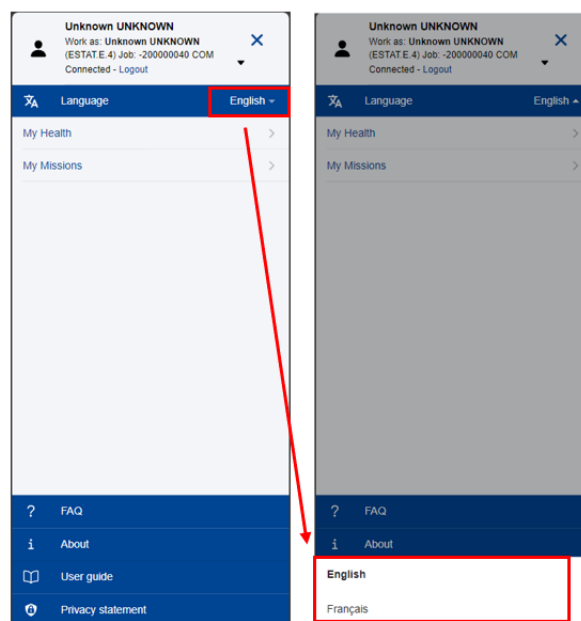 Unknown UNKNOWN
Work as: Unknown UNKNOWN
(ESTAT.E.4) Job: -200000040 COM
Connected - Logout
Language English
My Health
My Missions
? FAQ
i About
User guide
Privacy statement
Unknown UNKNOWN
Work as: Unknown UNKNOWN
(ESTAT.E.4) Job: -200000040 COM
Connected - Logout
Language English
My Health
My Missions
? FAQ
i About
English
Français